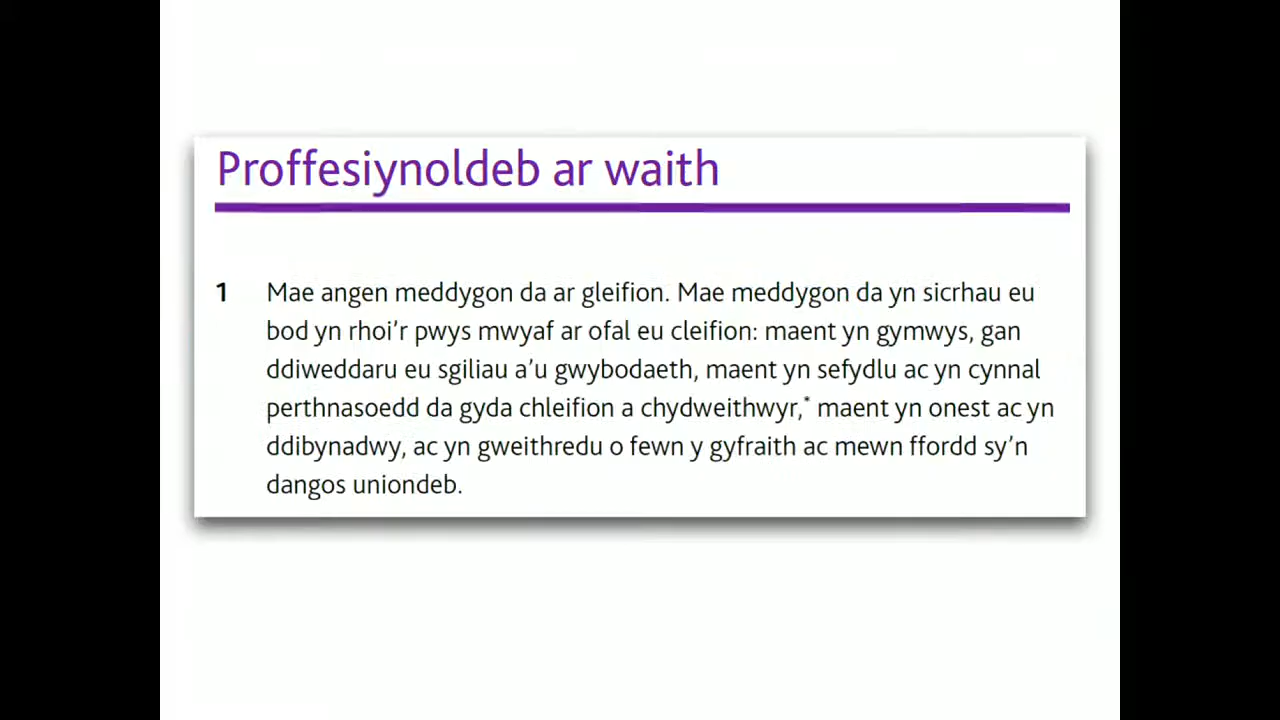 Proffesiynoldeb ar waith
1 Mae angen meddygon da ar gleifion. Mae meddygon da yn sicrhau eu
bod yn rhoi'r pwys mwyaf ar ofal eu cleifion: maent yn gymwys, gan
ddiweddaru eu sgiliau a'u gwybodaeth, maent yn sefydlu ac yn cynnal
perthnasoedd da gyda chleifion a chydweithwyr,* maent yn onest ac yn
ddibynadwy, ac yn gweithredu o fewn y gyfraith ac mewn ffordd sy'n
dangos uniondeb.